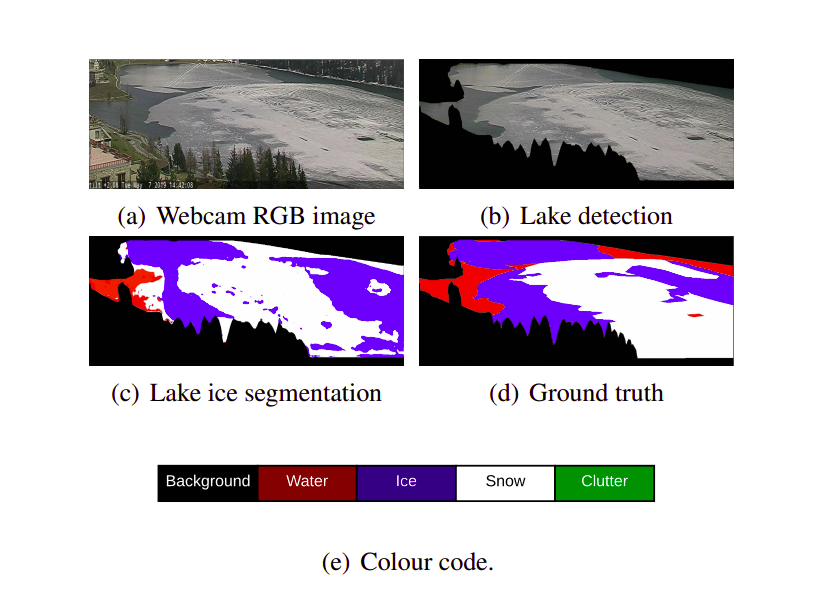 (a) Webcam RGB image
(b) Lake detection
(c) Lake ice segmentation
(d) Ground truth
Background Water Ice Snow Clutter
(e) Colour code.